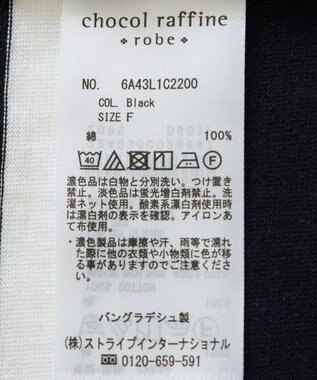 chocol raffine
robe
NO. 6A43L1C2200
COL. Black
SIZE F
綿 100%
40
F
濃色品は白物と分別洗い。つけ置き
禁止。淡色品は蛍光増白剤禁止。洗
濯ネット使用。酸素系漂白剤使用時
は漂白剤の表示を確認。アイロンあ
て布使用。
・濃色製品は摩擦や汗、雨等で濡れ
た際に他の衣類や小物類に色が移
る事がありますのでご注意くださ
い。
バングラデシュ製
(株)ストライプインターナショナル
0120-659-591